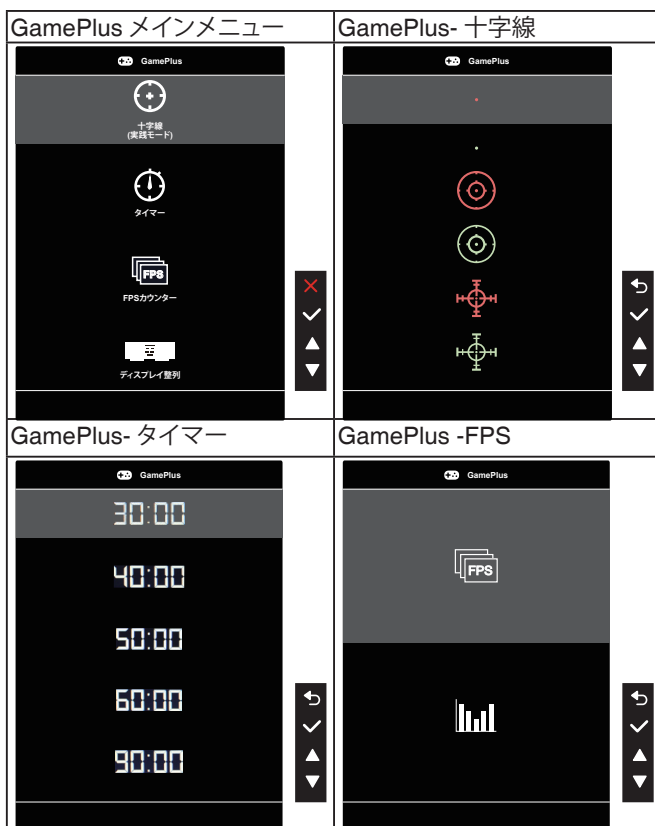 GamePlus メインメニュー
GamePlus
十字線
(実践モード)
タイマー
FPS
FPSカウンター
ディスプレイ整列
GamePlus- 十字線
GamePlus
GamePlus- タイマー
GamePlus
30:00
40:00
50:00
60:00
90:00
GamePlus -FPS
GamePlus
FPS